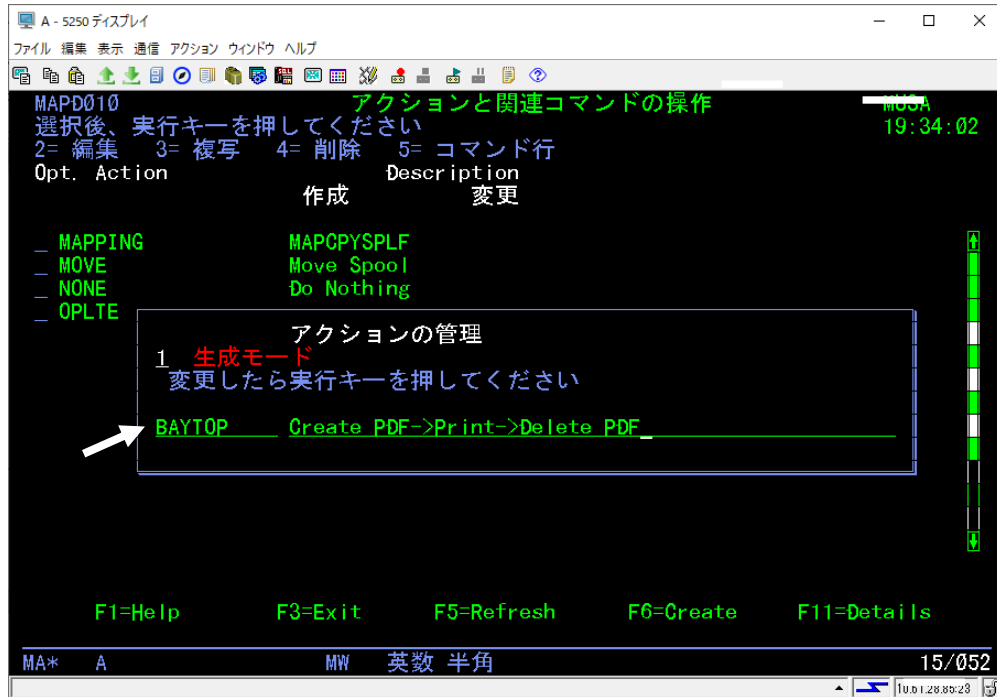 A - 5250 ディスプレイ
ファイル 編集 表示 通信 アクション ウィンドウ ヘルプ
MAPD010 アクションと関連コマンドの操作
選択後、実行キーを押してください 19:34:02
2= 編集 3= 複写 4= 削除 5= コマンド行
Opt. Action Description
作成 変更
_ MAPPING MAPCPYSPLF
_ MOVE Move Spool
_ NONE Do Nothing
_ OPLTE
アクションの管理
1 生成モード
変更したら実行キーを押してください
BAYTOP Create PDF->Print->Delete PDF_
F1=Help F3=Exit F5=Refresh F6=Create F11=Details
MA* A MW 英数 半角 15/052